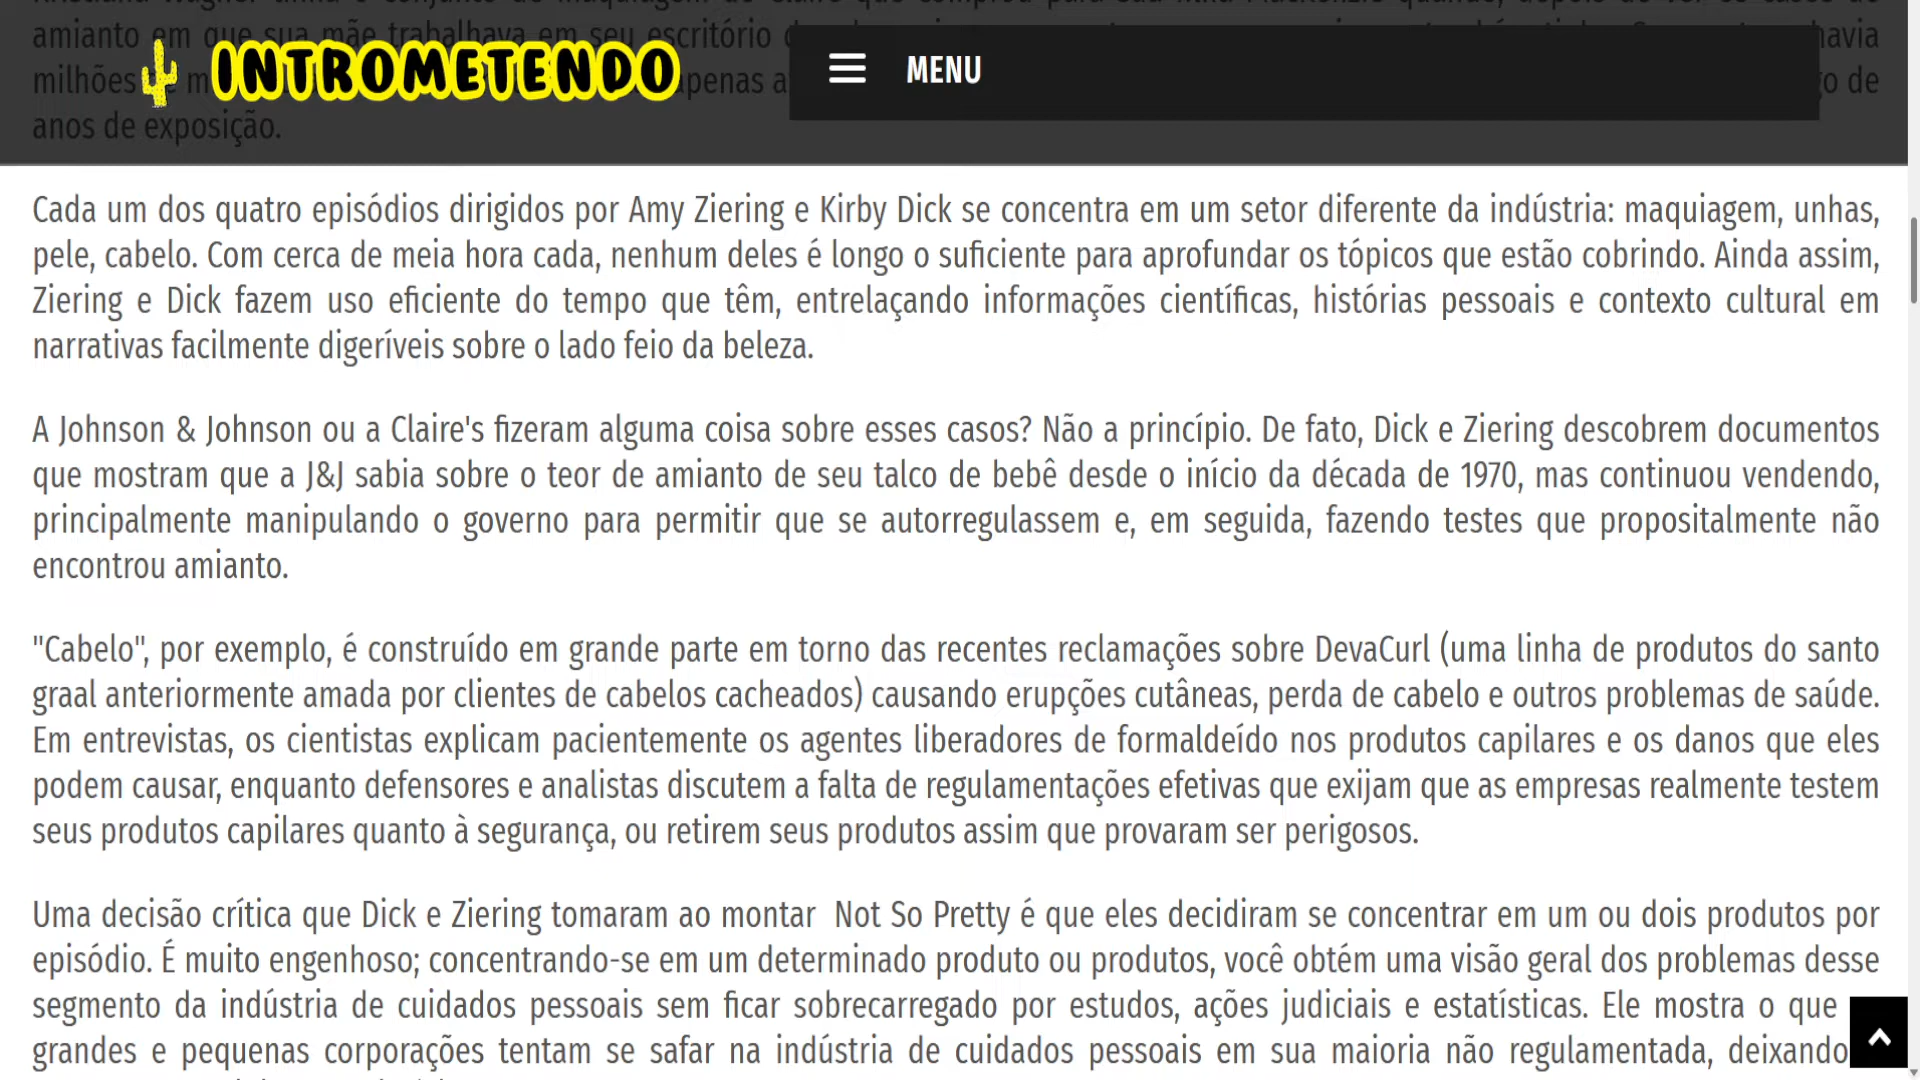 amianto em que sua mãe trabalhava em seu escritório
havia
milhões
apenas
go de
anos de exposição.
INTROMETENDO
MENU
Cada um dos quatro episódios dirigidos por Amy Ziering e Kirby Dick se concentra em um setor diferente da indústria: maquiagem, unhas,
pele, cabelo. Com cerca de meia hora cada, nenhum deles é longo o suficiente para aprofundar os tópicos que estão cobrindo. Ainda assim,
Ziering e Dick fazem uso eficiente do tempo que têm, entrelaçando informações científicas, histórias pessoais e contexto cultural em
narrativas facilmente digeríveis sobre o lado feio da beleza.
A Johnson & Johnson ou a Claire's fizeram alguma coisa sobre esses casos? Não a princípio. De fato, Dick e Ziering descobrem documentos
que mostram que a J&J sabia sobre o teor de amianto de seu talco de bebê desde o início da década de 1970, mas continuou vendendo,
principalmente manipulando o governo para permitir que se autorregulassem e, em seguida, fazendo testes que propositalmente não
encontrou amianto.
"Cabelo", por exemplo, é construído em grande parte em torno das recentes reclamações sobre DevaCurl (uma linha de produtos do santo
graal anteriormente amada por clientes de cabelos cacheados) causando erupções cutâneas, perda de cabelo e outros problemas de saúde.
Em entrevistas, os cientistas explicam pacientemente os agentes liberadores de formaldeído nos produtos capilares e os danos que eles
podem causar, enquanto defensores e analistas discutem a falta de regulamentações efetivas que exijam que as empresas realmente testem
seus produtos capilares quanto à segurança, ou retirem seus produtos assim que provaram ser perigosos.
Uma decisão crítica que Dick e Ziering tomaram ao montar Not So Pretty é que eles decidiram se concentrar em um ou dois produtos por
episódio. É muito engenhoso; concentrando-se em um determinado produto ou produtos, você obtém uma visão geral dos problemas desse
segmento da indústria de cuidados pessoais sem ficar sobrecarregado por estudos, ações judiciais e estatísticas. Ele mostra o que
grandes e pequenas corporações tentam se safar na indústria de cuidados pessoais em sua maioria não regulamentada, deixando